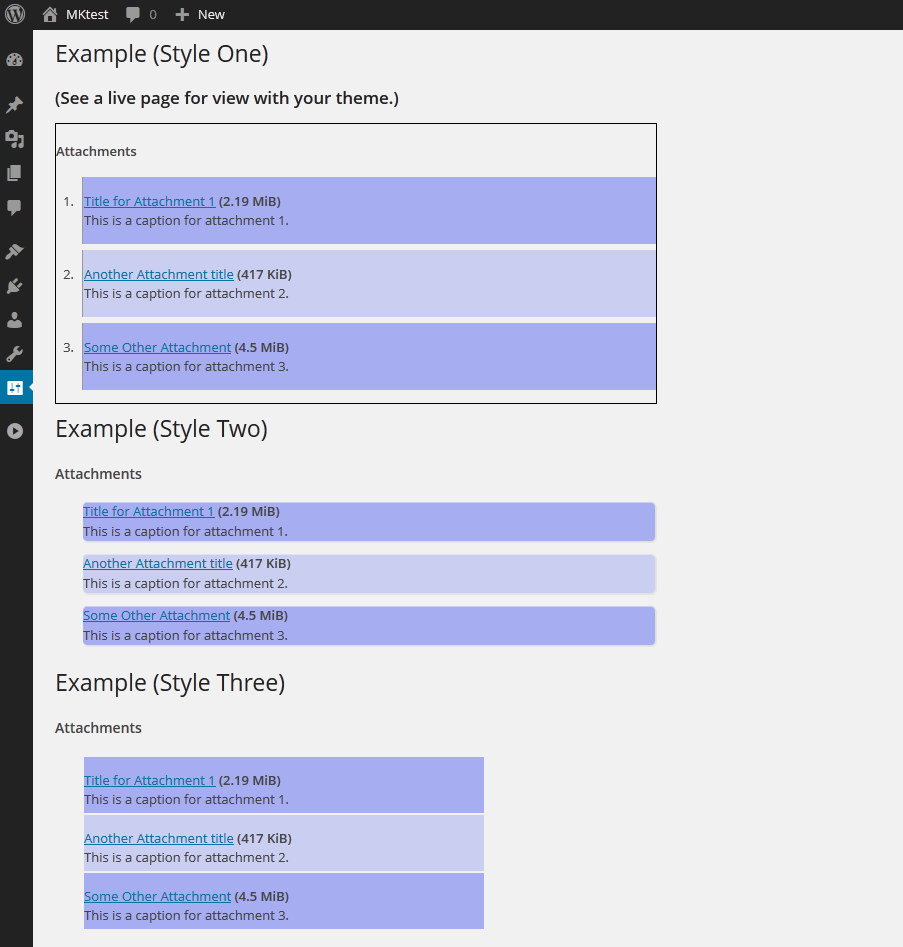 MKtest 0 New
Example (Style One)
(See a live page for view with your theme.)
Attachments
1. Title for Attachment 1 (2.19 MiB)
This is a caption for attachment 1.
2. Another Attachment title (417 KiB)
This is a caption for attachment 2.
3. Some Other Attachment (4.5 MiB)
This is a caption for attachment 3.
Example (Style Two)
Attachments
Title for Attachment 1 (2.19 MiB)
This is a caption for attachment 1.
Another Attachment title (417 KiB)
This is a caption for attachment 2.
Some Other Attachment (4.5 MiB)
This is a caption for attachment 3.
Example (Style Three)
Attachments
Title for Attachment 1 (2.19 MiB)
This is a caption for attachment 1.
Another Attachment title (417 KiB)
This is a caption for attachment 2.
Some Other Attachment (4.5 MiB)
This is a caption for attachment 3.